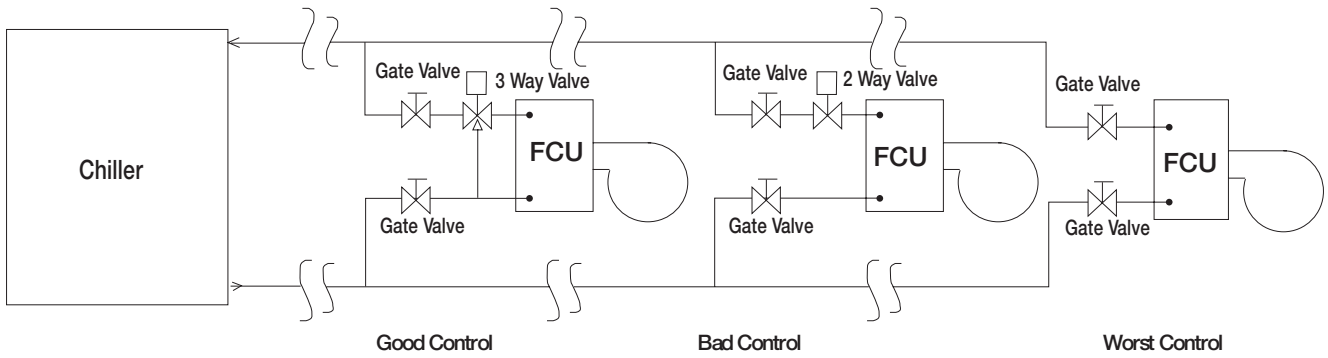 Chiller
Gate Valve
3 Way Valve
FCU
Gate Valve
Gate Valve
2 Way Valve
FCU
Gate Valve
Gate Valve
FCU
Gate Valve
Good Control
Bad Control
Worst Control